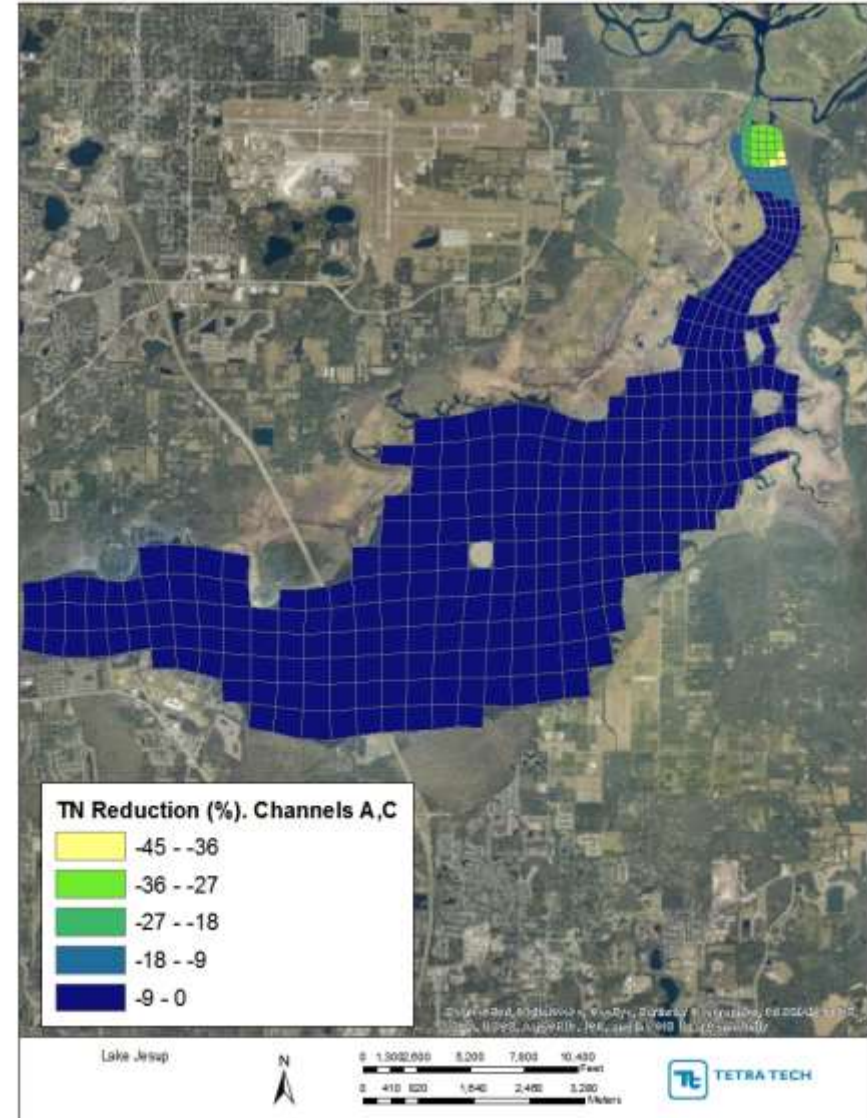 TN Reduction (%). Channels A,C
-45 - -36
-36 - -27
-27 - -18
-18 - -9
-9 - 0
Lake Jesup
N
0 1,300 2,600 5,200 7,800 10,400
Feet
0 410 820 1,640 2,460 3,280
Meters
Tt TETRA TECH